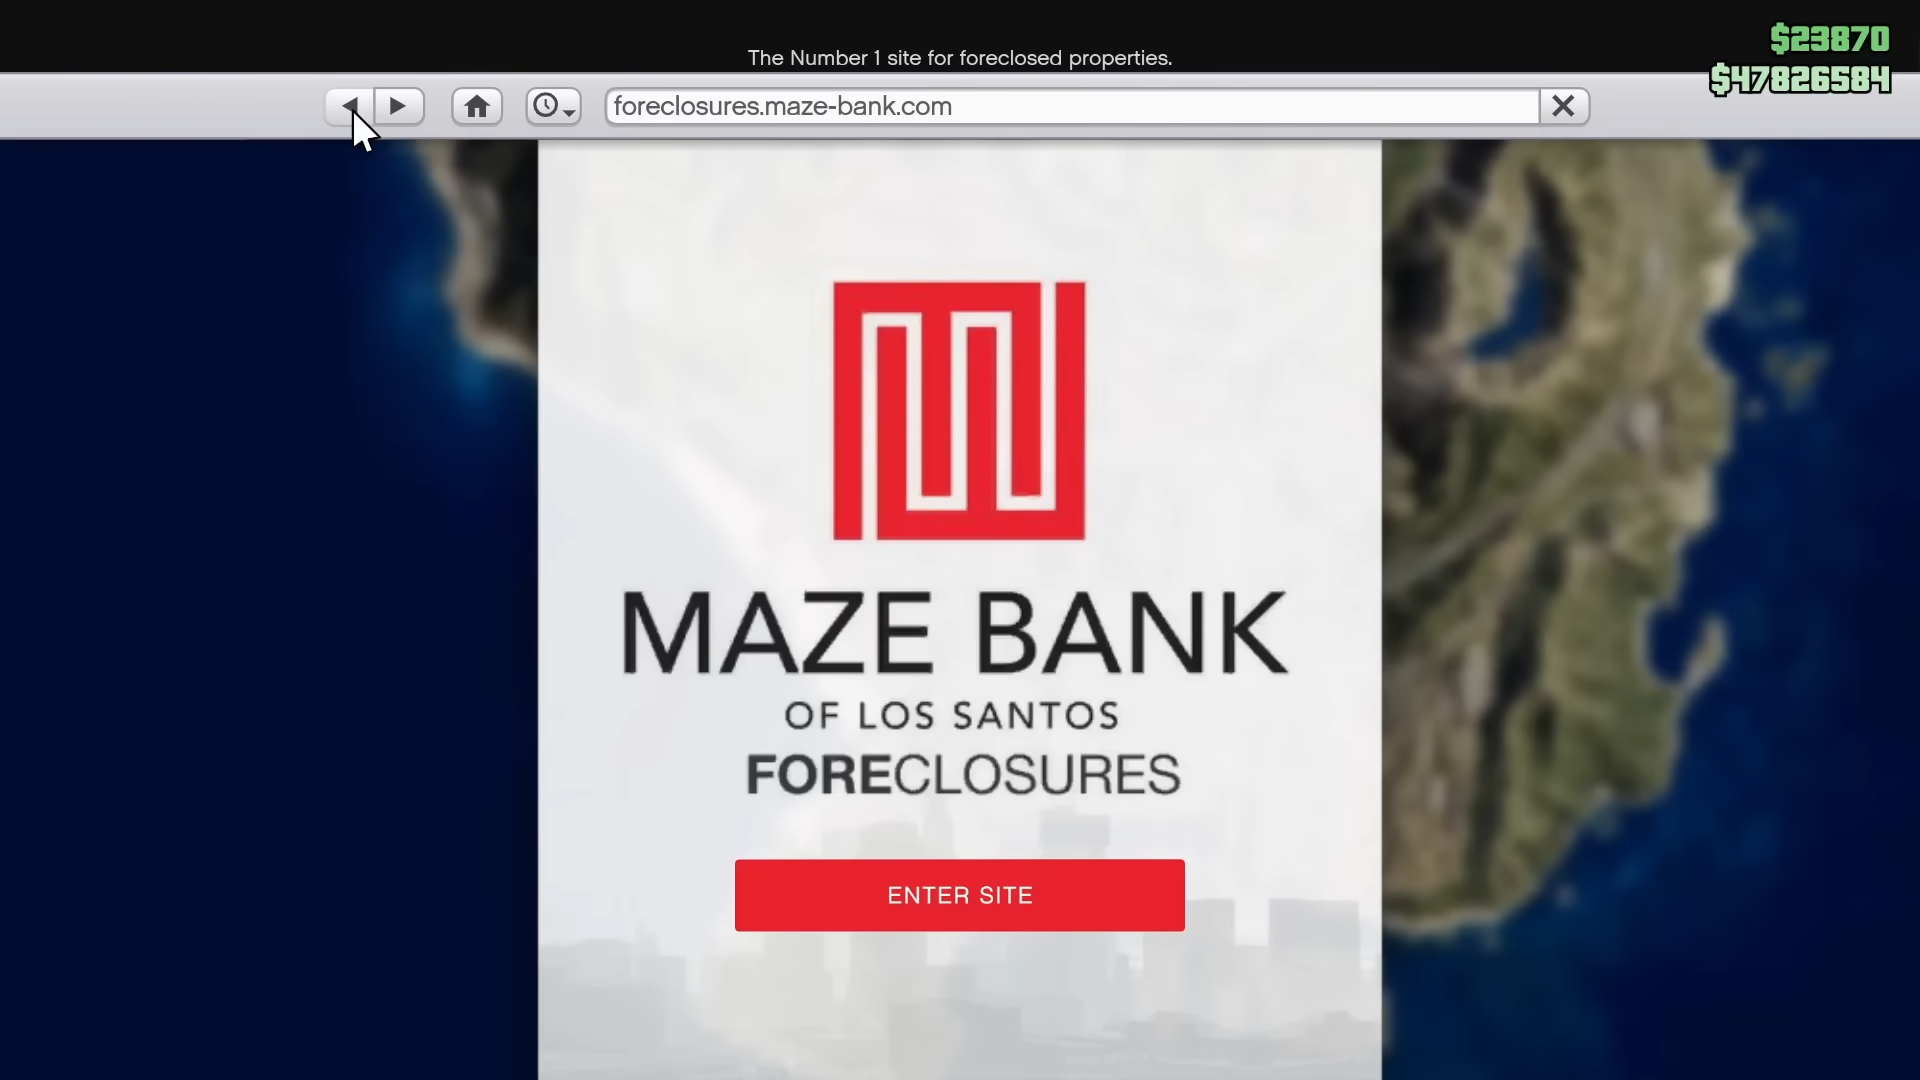 The Number 1 site for foreclosed properties.
$23870
$47826584
foreclosures.maze-bank.com
MAZE BANK
OF LOS SANTOS
FORECLOSURES
ENTER SITE